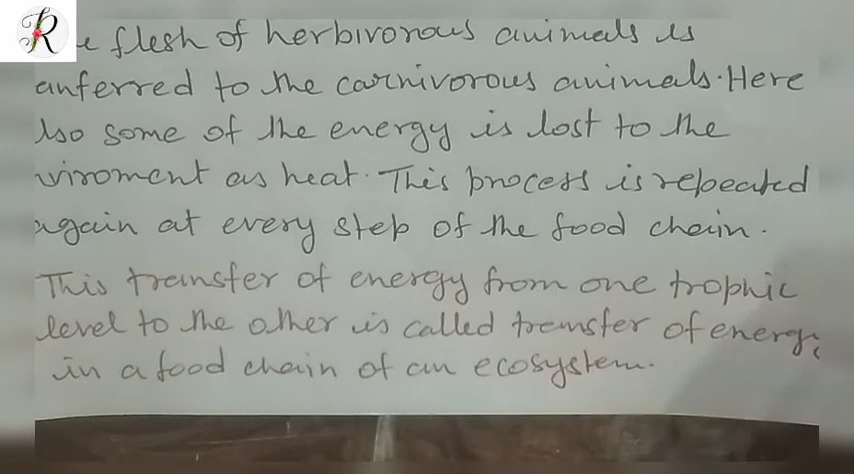 R
e flesh of herbivorous animals is
anferred to the carnivorous animals. Here
lso some of the energy is lost to the
viroment as heat. This process is repeated
again at every step of the food chain.
This transfer of energy from one trophic
level to the other is called transfer of energy
in a food chain of an ecosystem.